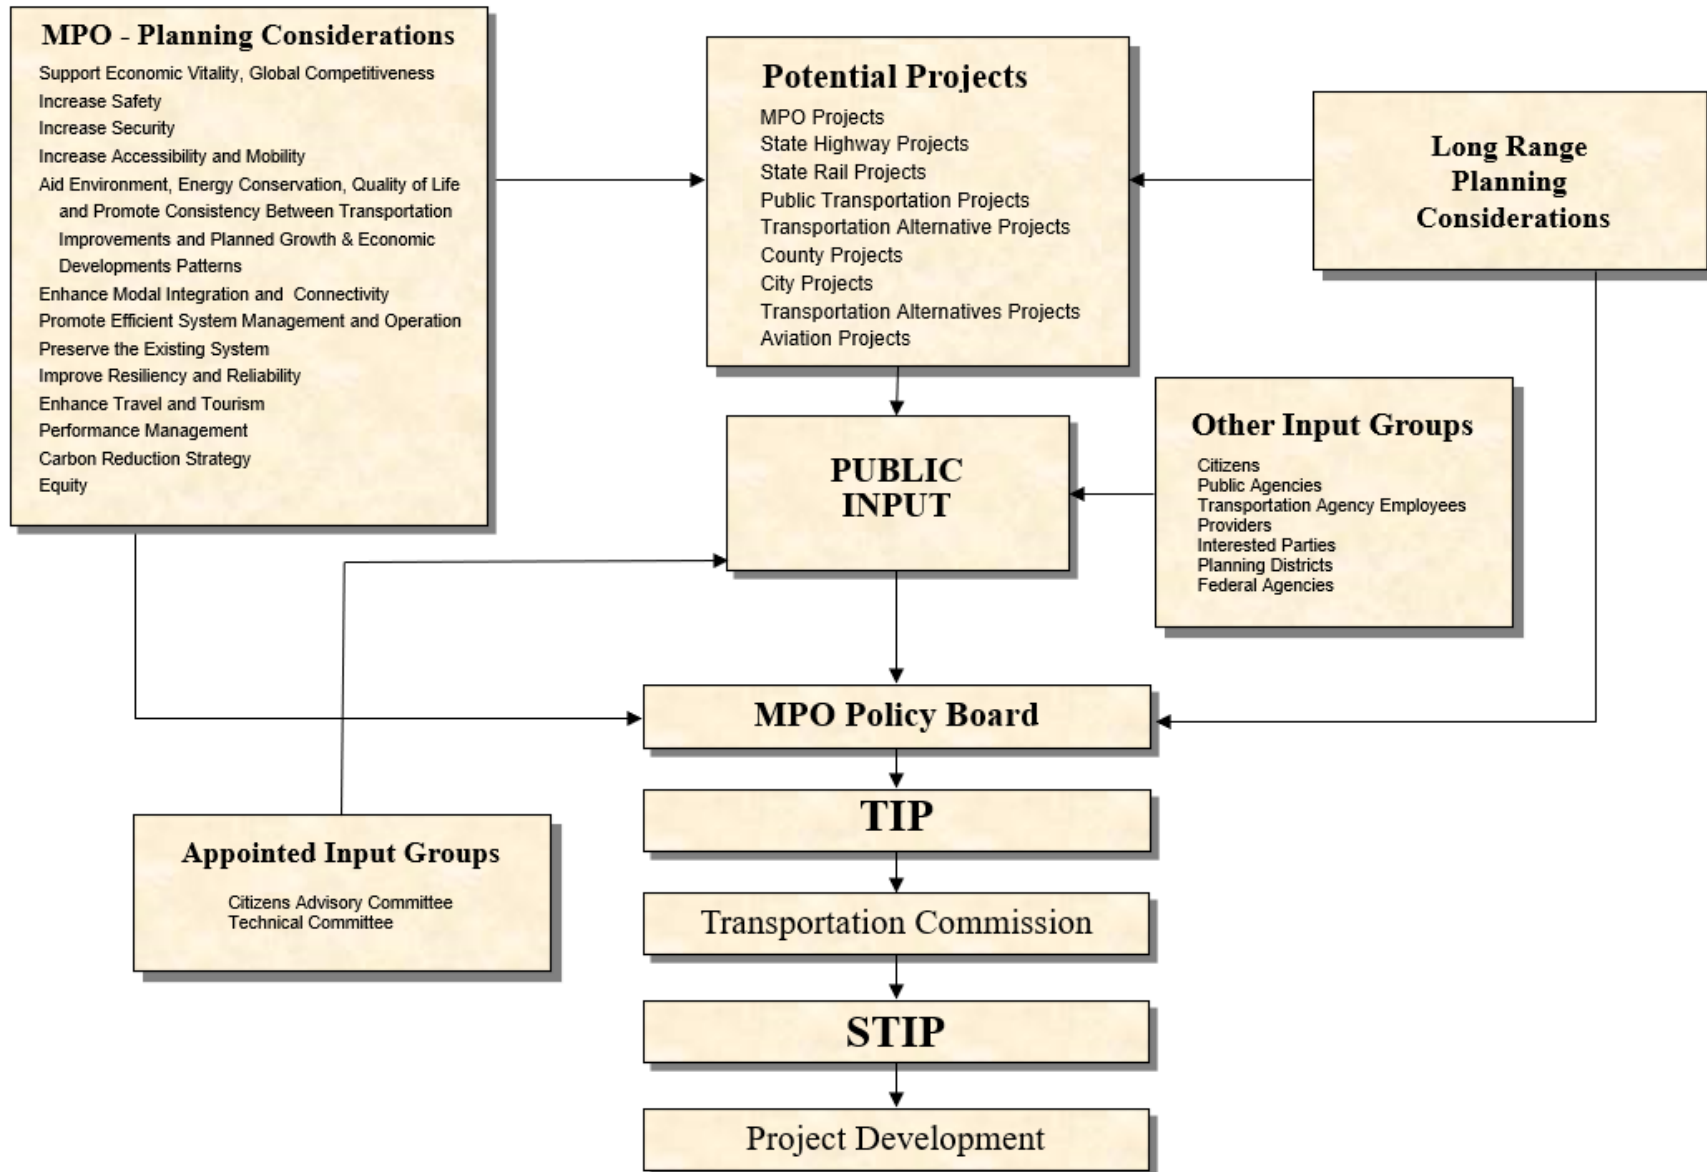 MPO - Planning Considerations
Support Economic Vitality, Global Competitiveness
Increase Safety
Increase Security
Increase Accessibility and Mobility
Aid Environment, Energy Conservation, Quality of Life
and Promote Consistency Between Transportation
Improvements and Planned Growth & Economic
Developments Patterns
Enhance Modal Integration and Connectivity
Promote Efficient System Management and Operation
Preserve the Existing System
Improve Resiliency and Reliability
Enhance Travel and Tourism
Performance Management
Carbon Reduction Strategy
Equity
Potential Projects
MPO Projects
State Highway Projects
State Rail Projects
Public Transportation Projects
Transportation Alternative Projects
County Projects
City Projects
Transportation Alternatives Projects
Aviation Projects
Long Range
Planning
Considerations
PUBLIC
INPUT
Other Input Groups
Citizens
Public Agencies
Transportation Agency Employees
Providers
Interested Parties
Planning Districts
Federal Agencies
MPO Policy Board
TIP
Appointed Input Groups
Citizens Advisory Committee
Technical Committee
Transportation Commission
STIP
Project Development